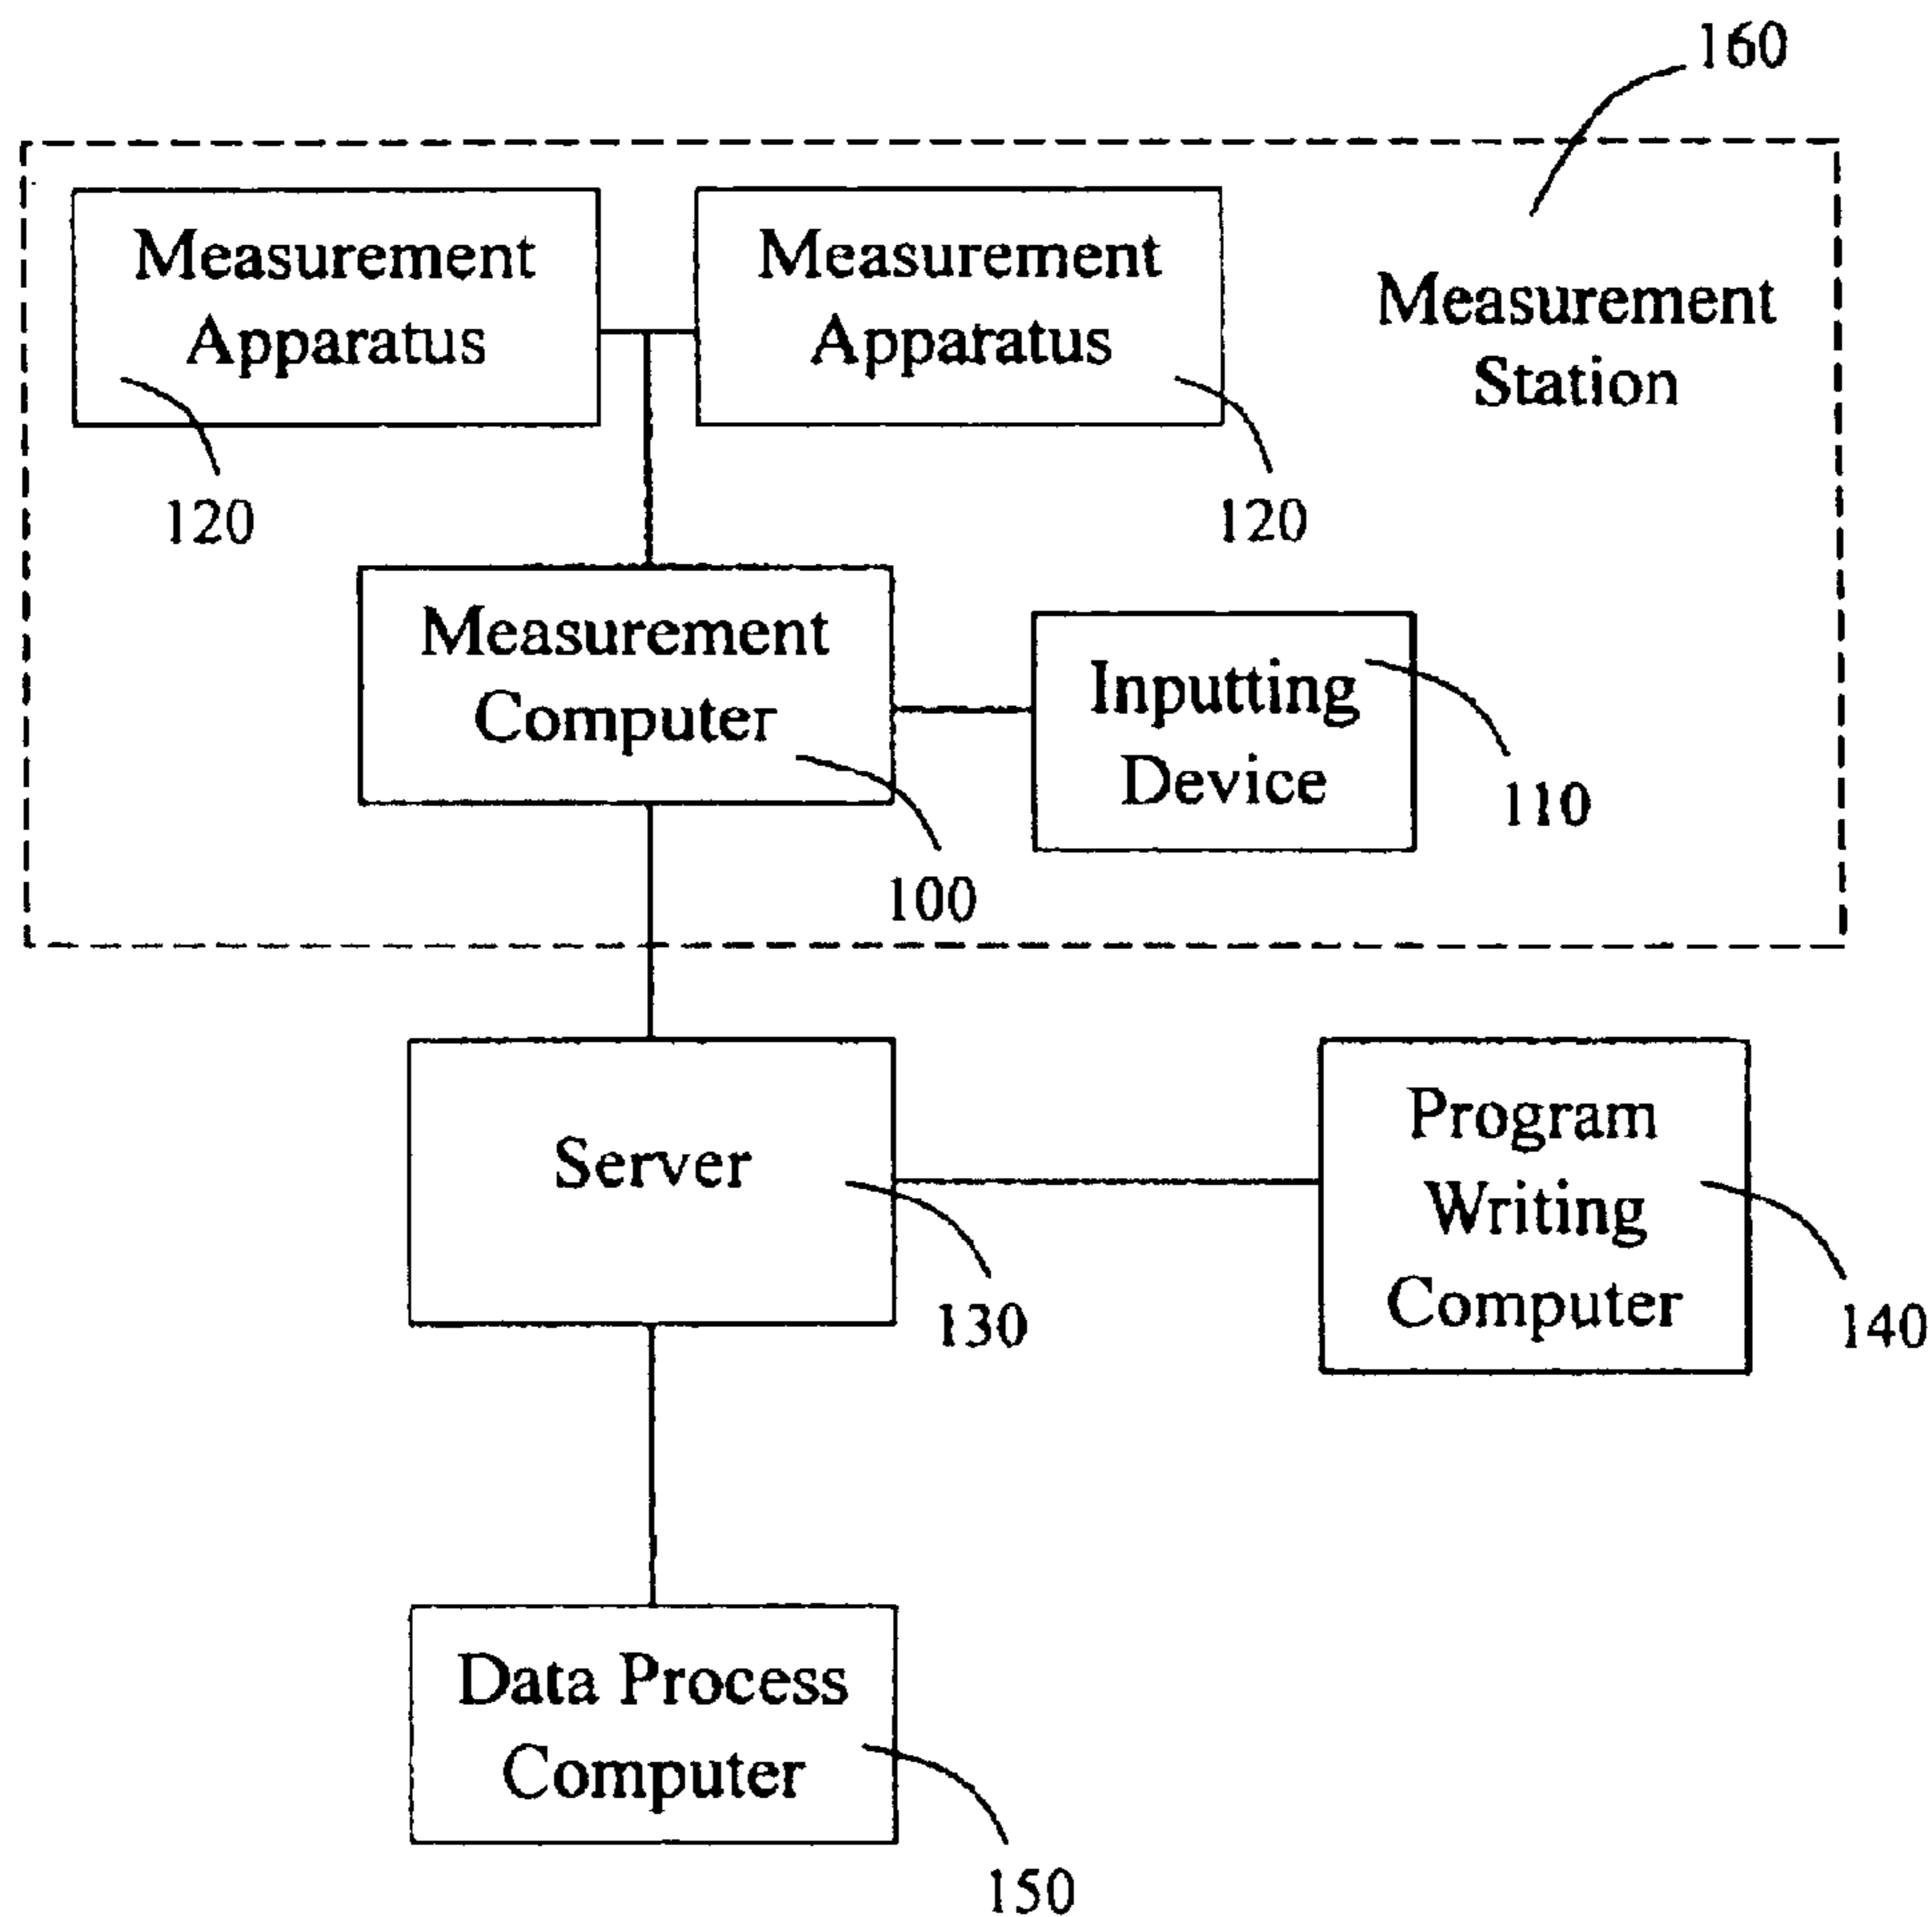 160
Measurement
Apparatus
Measurement
Apparatus
Measurement
Station
120
120
Measurement
Computer
Inputting
Device
110
100
Server
Program
Writing
Computer
130
140
Data Process
Computer
150